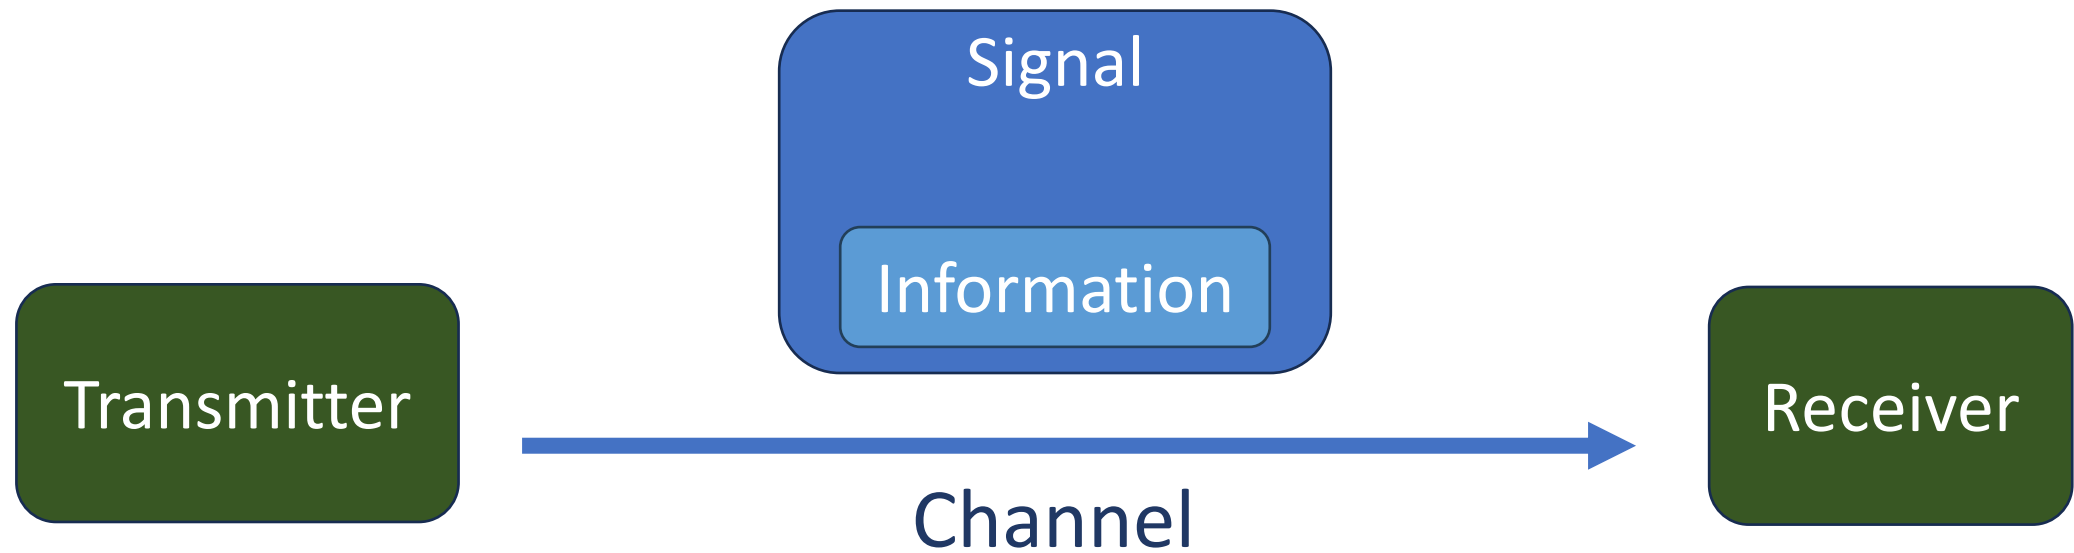 Signal
Information
Transmitter
Receiver
Channel